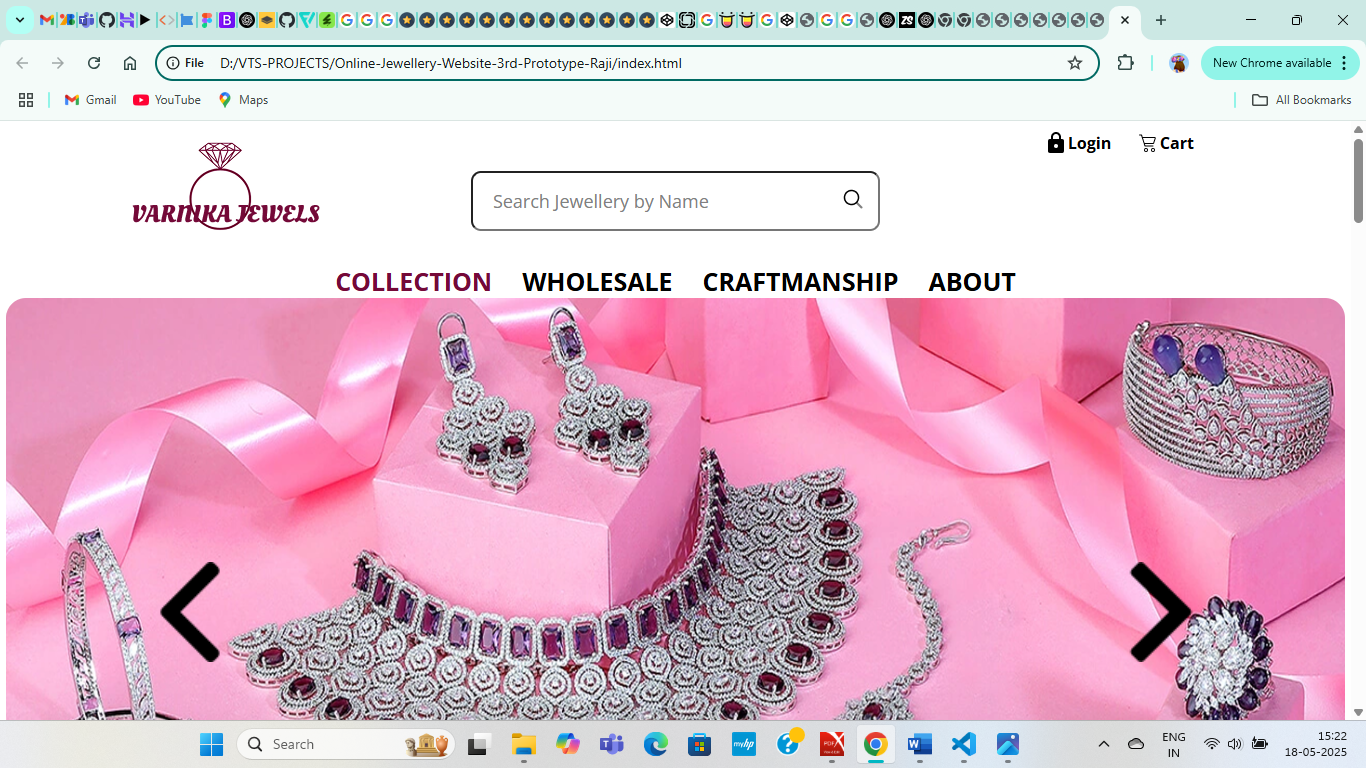 File D:/VTS-PROJECTS/Online-Jewellery-Website-3rd-Prototype-Raji/index.html
New Chrome available
Gmail YouTube Maps
All Bookmarks
Login Cart
VARNIKA JEWELS
Search Jewellery by Name
COLLECTION WHOLESALE CRAFTMANSHIP ABOUT
Search
ENG
IN
15:22
18-05-2025